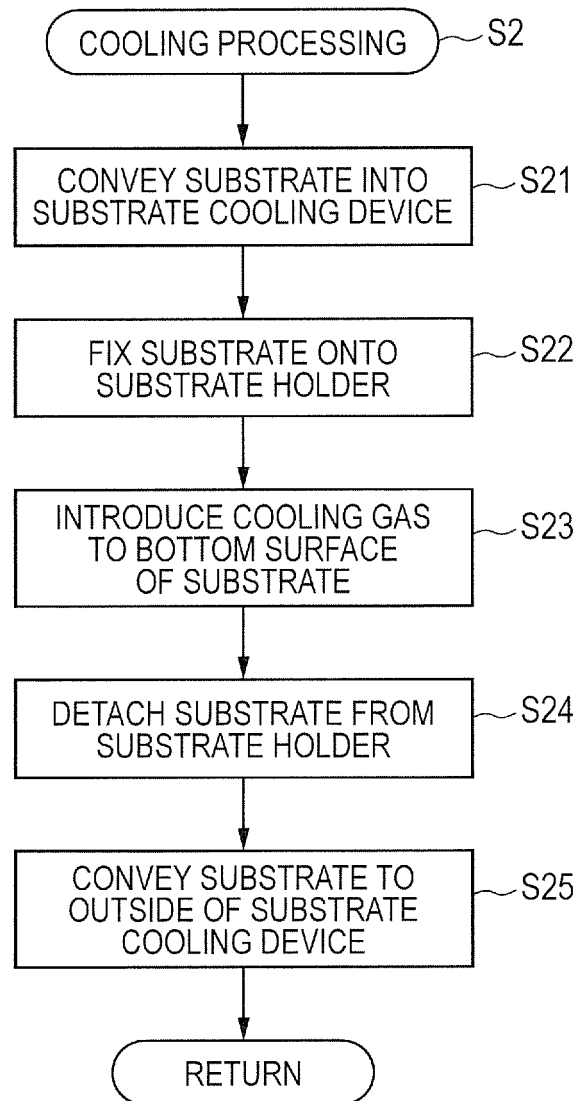 COOLING PROCESSING
S2
CONVEY SUBSTRATE INTO
SUBSTRATE COOLING DEVICE
S21
FIX SUBSTRATE ONTO
SUBSTRATE HOLDER
S22
INTRODUCE COOLING GAS
TO BOTTOM SURFACE
OF SUBSTRATE
S23
DETACH SUBSTRATE FROM
SUBSTRATE HOLDER
S24
CONVEY SUBSTRATE TO
OUTSIDE OF SUBSTRATE
COOLING DEVICE
S25
RETURN